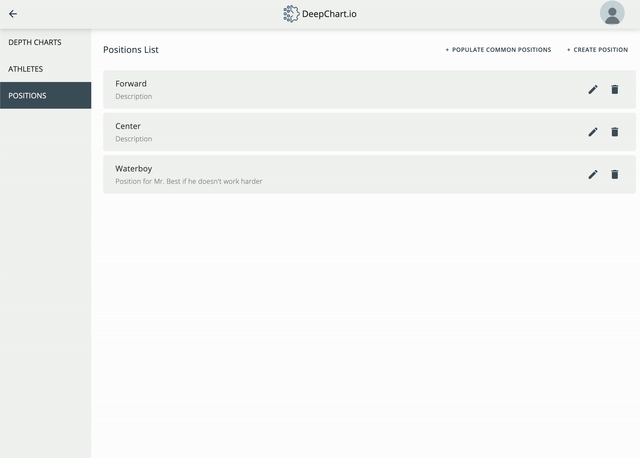 DeepChart.io
DEPTH CHARTS
ATHLETES
POSITIONS
Positions List
+ POPULATE COMMON POSITIONS
+ CREATE POSITION
Forward
Description
Center
Description
Waterboy
Position for Mr. Best if he doesn't work harder